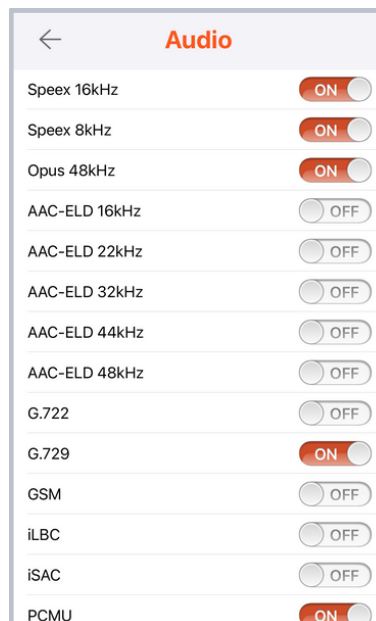 Audio
Speex 16kHz ON
Speex 8kHz ON
Opus 48kHz ON
AAC-ELD 16kHz OFF
AAC-ELD 22kHz OFF
AAC-ELD 32kHz OFF
AAC-ELD 44kHz OFF
AAC-ELD 48kHz OFF
G.722 OFF
G.729 ON
GSM OFF
iLBC OFF
iSAC OFF
PCMU ON